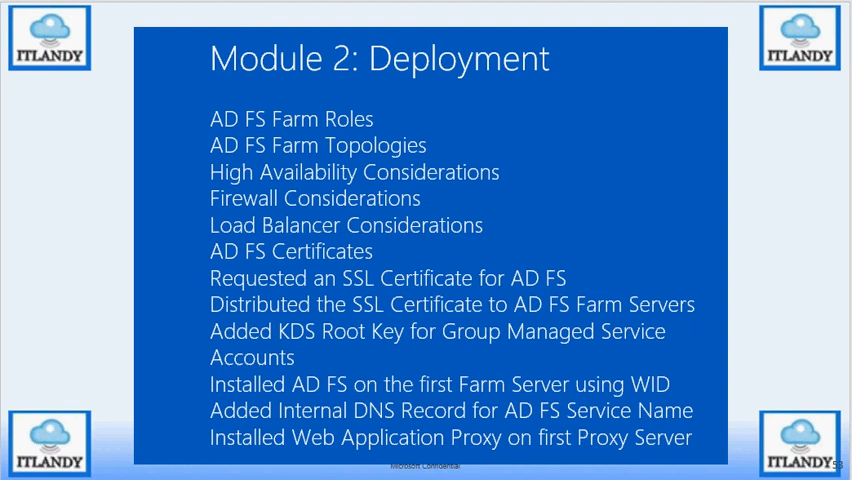 ITLANDY
ITLANDY
Module 2: Deployment
AD FS Farm Roles
AD FS Farm Topologies
High Availability Considerations
Firewall Considerations
Load Balancer Considerations
AD FS Certificates
Requested an SSL Certificate for AD FS
Distributed the SSL Certificate to AD FS Farm Servers
Added KDS Root Key for Group Managed Service
Accounts
Installed AD FS on the first Farm Server using WID
Added Internal DNS Record for AD FS Service Name
Installed Web Application Proxy on first Proxy Server
ITLANDY
ITLANDY
Microsoft Confidential
53